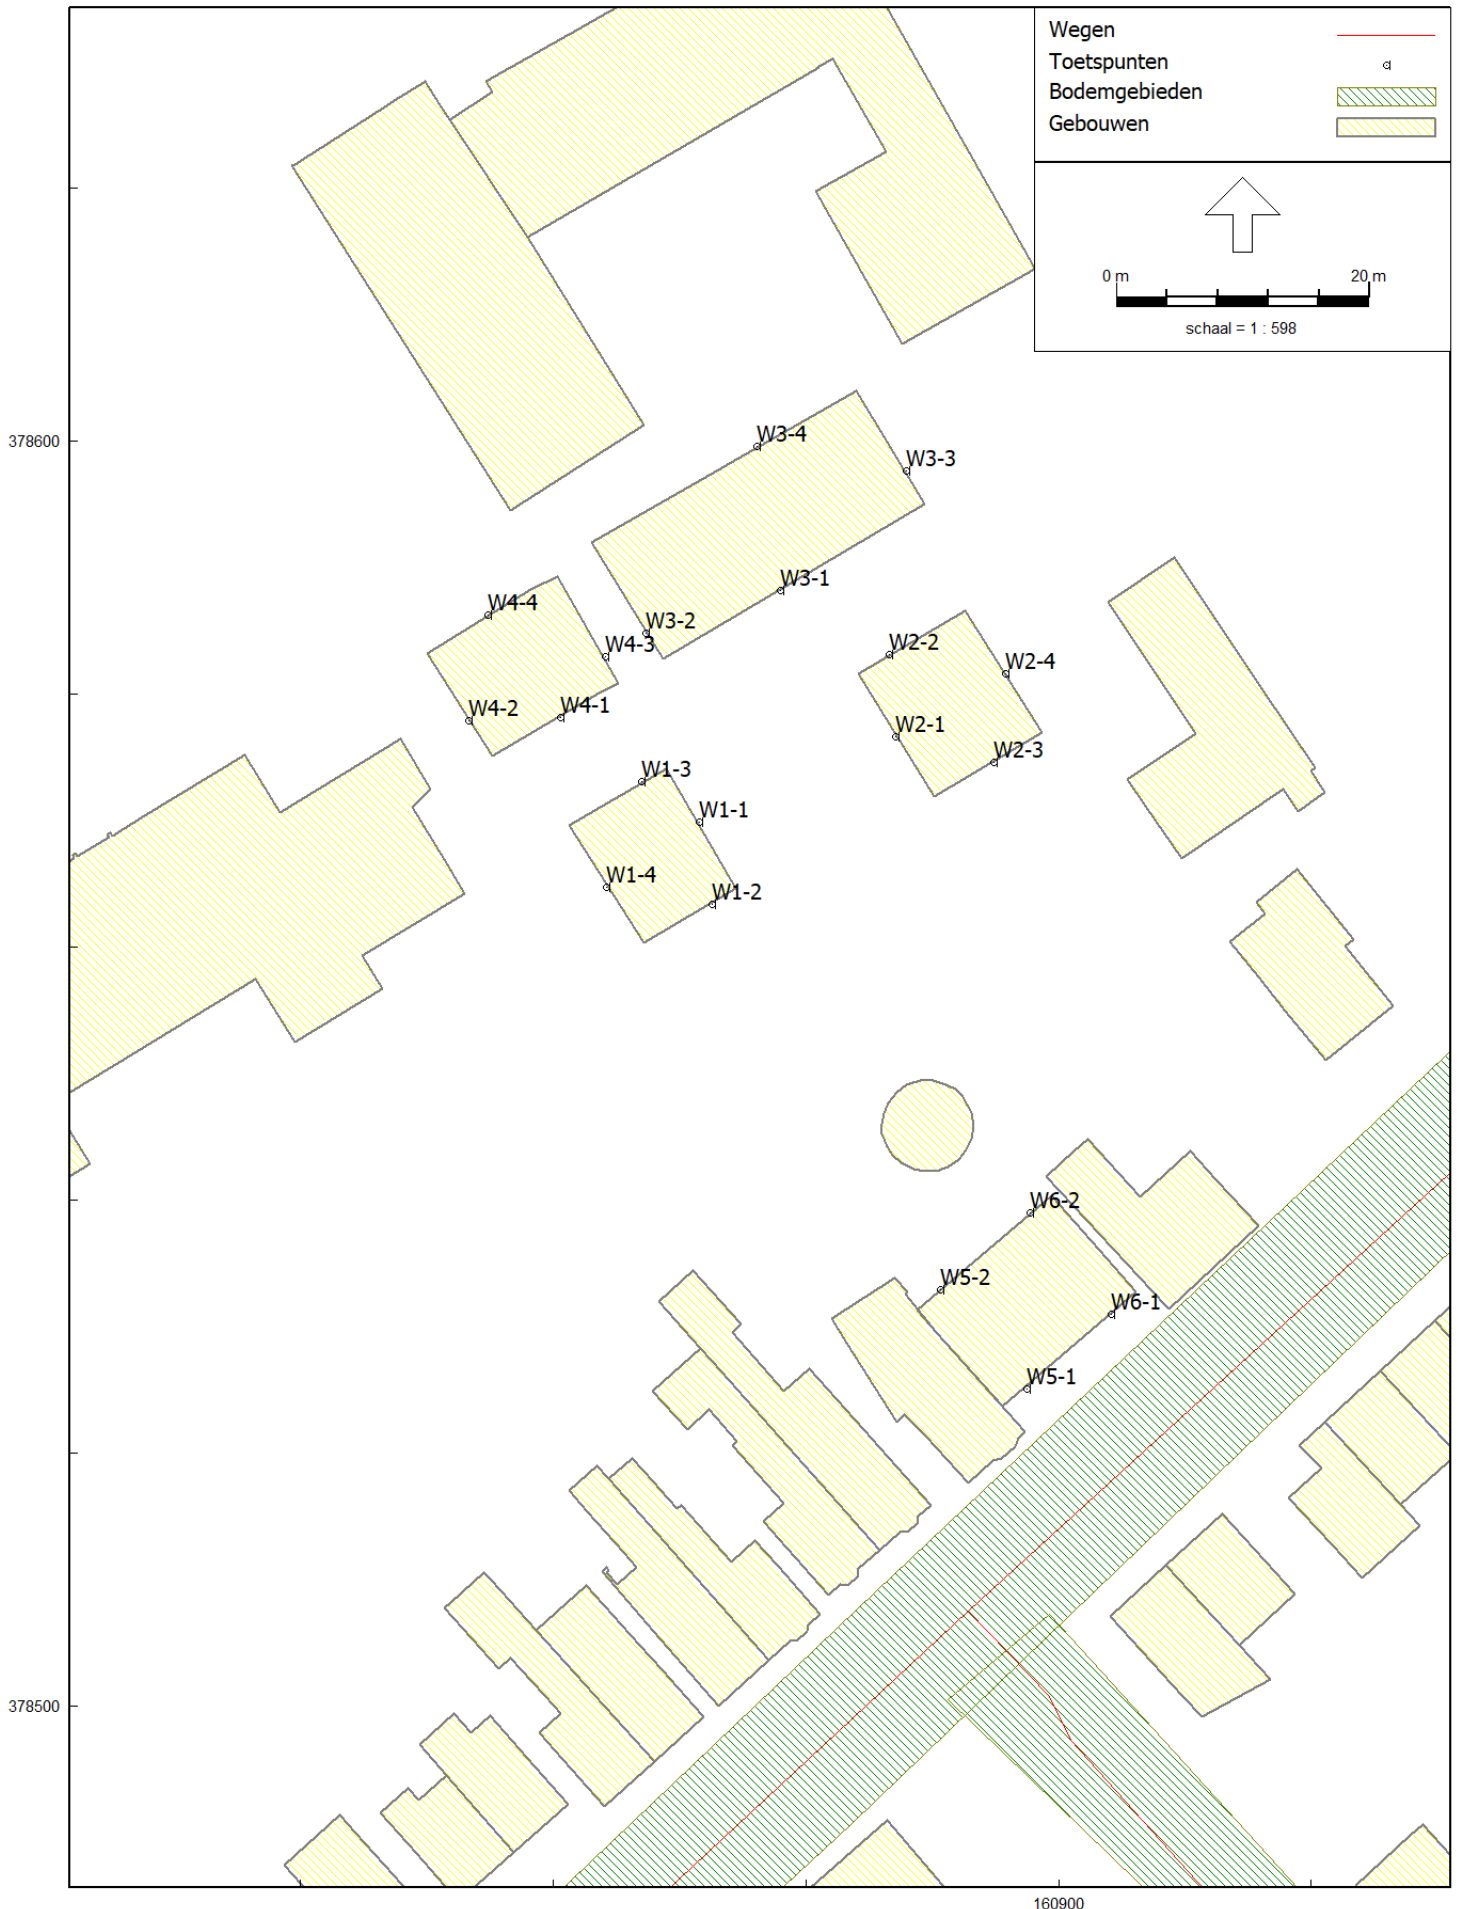 Wegen
Toetspunten
Bodemgebieden
Gebouwen
0 m 20 m
schaal = 1 : 598
378600
W3-4
W3-3
W3-1
W4-4
W3-2
W4-3
W2-2
W2-4
W4-2
W4-1
W2-1
W2-3
W1-3
W1-1
W1-4
W1-2
W6-2
W5-2
W6-1
W5-1
378500
160900